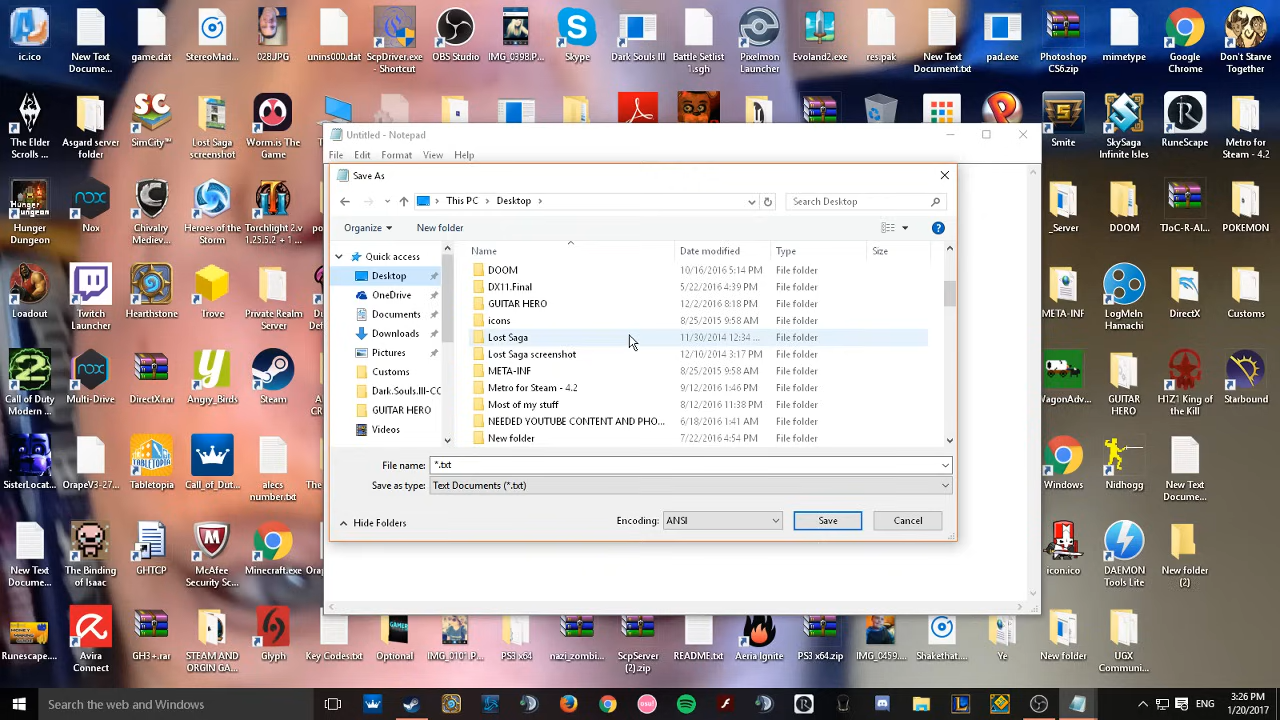 ic.ico
New Text
Docume...
game.dat
StereoMad...
028.JPG
unins000.dat
ScpDriver.exe
- Shortcut
OBS Studio
IMG_0398.P...
Skype
Dark Souls III
Battle Setlist
1.sgh
Pixelmon
Launcher
Evoland2.exe
res.pak
New Text
Document.txt
pad.exe
Photoshop
CS6.zip
mimetype
Google
Chrome
Don't Starve
Together
The Elder
Scrolls ...
Asgard server
folder
SimCity™
Lost Saga
screenshot
Worm.is The
Game
Smite
SkySaga
Infinite Isles
RuneScape
Metro for
Steam - 4.2
Hunger
Dungeon
Nox
Chivalry
Mediev...
Heroes of the
Storm
Torchlight 2.v
1.25.5.2 + 1 ...
_Server
TJoC-R-Al...
POKEMON
Loadout
Twitch
Launcher
Hearthstone
Trove
Private Realm
Server
META-INF
LogMeIn
Hamachi
Windows
Document...
Customs
Call of Duty
Modern ...
Multi-Drive
DirectX.rar
Angry_Birds
Steam
WagonAdv...
GUITAR
HERO
H1Z1 King of
the Kill
Starbound
SisterLocat...
OrapeV3-27...
Tabletopia
Call_of_Dut...
alecs
number.txt
Windows
Nidhogg
New Text
Docume...
Customs
New Text
Docume...
The Binding
of Isaac
GHTCP
McAfee
Security Sc...
Minecraft.exe
icon.ico
DAEMON
Tools Lite
New folder
(2)
Runescape....
Avira
Connect
GH3+.rar
STEAM AND
ORGIN GA...
Glyph
Key Codes.txt
Optional
IMG_0101.P...
PS3 x64
nazi_zombi...
ScpServer
(2).zip
README.txt
Aeria Ignite
PS3 x64.zip
IMG_0459....
Shakethat....
Ye
New folder
UGX
Communi...
Untitled - Notepad
File Edit Format View Help
Save As
This PC > Desktop >
Search Desktop
Organize
New folder
Name Date modified Type Size
Quick access
Desktop
OneDrive
Documents
Downloads
Pictures
Customs
Dark.Souls.III-CO
GUITAR HERO
Videos
DOOM 10/16/2016 5:14 PM File folder
DX11.Final 5/22/2016 4:39 PM File folder
GUITAR HERO 12/2/2016 8:18 PM File folder
icons 8/25/2015 9:58 AM File folder
Lost Saga 11/30/2014 12:34 ... File folder
Lost Saga screenshot 12/10/2014 3:17 PM File folder
META-INF 8/25/2015 9:58 AM File folder
Metro for Steam - 4.2 9/12/2016 1:46 PM File folder
Most of my stuff 8/12/2016 11:38 PM File folder
NEEDED YOUTUBE CONTENT AND PHO... 6/18/2016 1:41 AM File folder
New folder 7/22/2016 4:54 PM File folder
File name: *.txt
Save as type: Text Documents (*.txt)
Hide Folders
Encoding: ANSI
Save
Cancel
Search the web and Windows
ENG
3:26 PM
1/20/2017